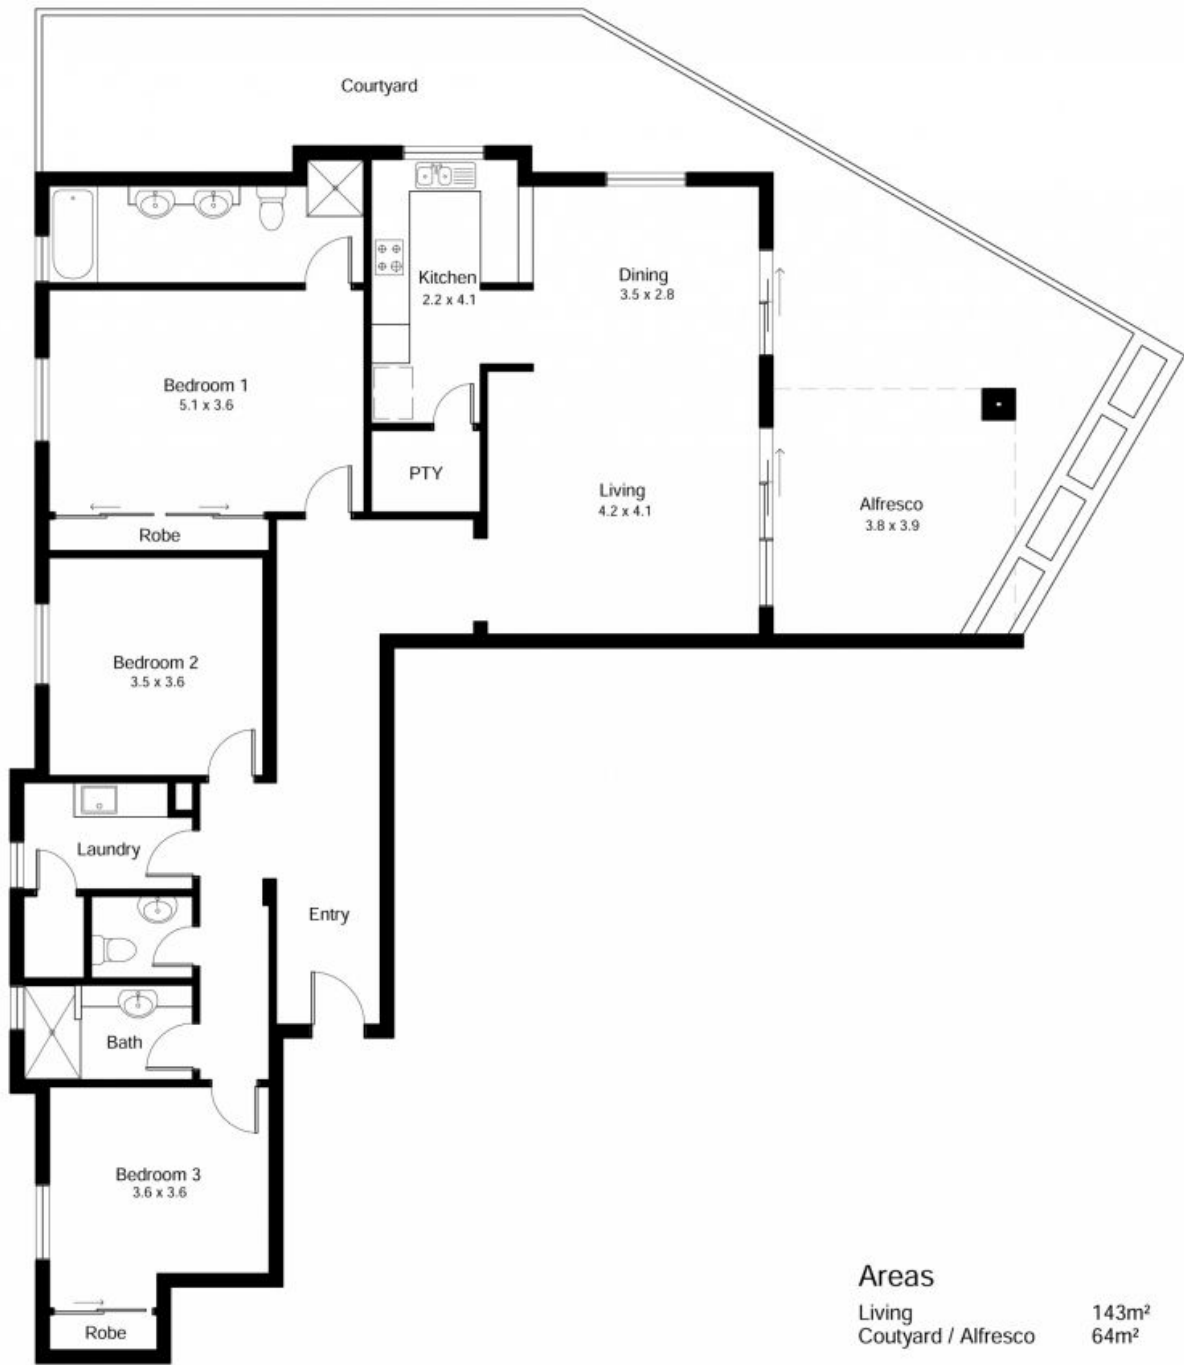 Courtyard
Kitchen
2.2 x 4.1
Dining
3.5 x 2.8
Bedroom 1
5.1 x 3.6
PTY
Living
4.2 x 4.1
Alfresco
3.8 x 3.9
Robe
Bedroom 2
3.5 x 3.6
Laundry
Entry
Bath
Bedroom 3
3.6 x 3.6
Robe
Areas
Living 143m²
Coutyard / Alfresco 64m²